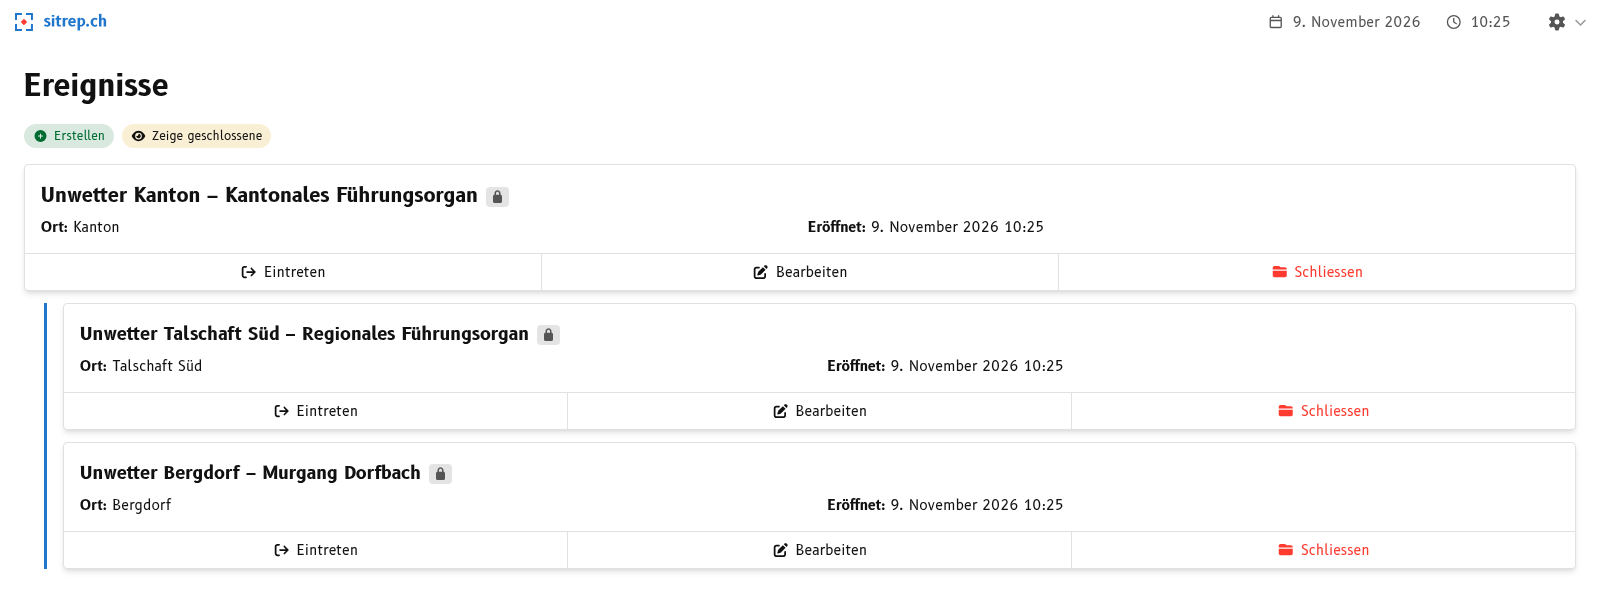 sitrep.ch 9. November 2026 10:25
Ereignisse
Erstellen Zeige geschlossene
Unwetter Kanton – Kantonales Führungsorgan
Ort: Kanton Eröffnet: 9. November 2026 10:25
Eintreten Bearbeiten Schliessen
Unwetter Talschaft Süd – Regionales Führungsorgan
Ort: Talschaft Süd Eröffnet: 9. November 2026 10:25
Eintreten Bearbeiten Schliessen
Unwetter Bergdorf – Murgang Dorfbach
Ort: Bergdorf Eröffnet: 9. November 2026 10:25
Eintreten Bearbeiten Schliessen